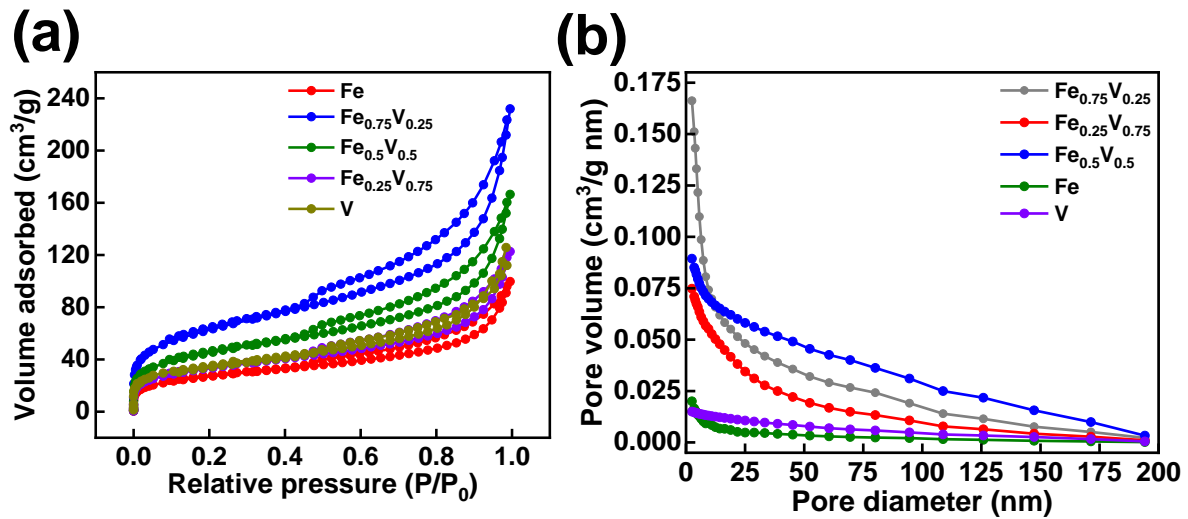 (a)
Volume adsorbed (cm³/g)
240
200
160
120
80
40
0
Fe
Fe₀.₇₅V₀.₂₅
Fe₀.₅V₀.₅
Fe₀.₂₅V₀.₇₅
V
0.0 0.2 0.4 0.6 0.8 1.0
Relative pressure (P/P₀)
(b)
Pore volume (cm³/g nm)
0.175
0.150
0.125
0.100
0.075
0.050
0.025
0.000
Fe₀.₇₅V₀.₂₅
Fe₀.₂₅V₀.₇₅
Fe₀.₅V₀.₅
Fe
V
0 25 50 75 100 125 150 175 200
Pore diameter (nm)